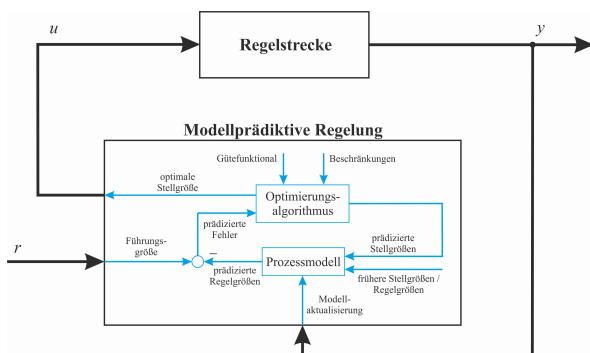 u
Regelstrecke
y
Modellprädiktive Regelung
Gütefunktional
Beschränkungen
optimale
Stellgröße
Optimierungs-
algorithmus
prädizierte
Fehler
r
Führungs-
größe
–
prädizierte
Regelgrößen
Prozessmodell
prädizierte
Stellgrößen
frühere Stellgrößen /
Regelgrößen
Modell-
aktualisierung